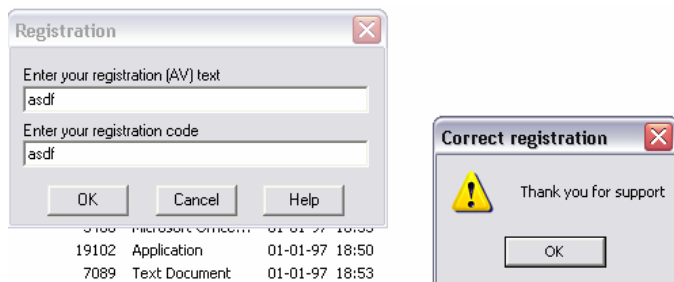 Registration
Enter your registration (AV) text
asdf
Enter your registration code
asdf
OK Cancel Help
19102 Application 01-01-97 18:50
7089 Text Document 01-01-97 18:53
Correct registration
Thank you for support
OK